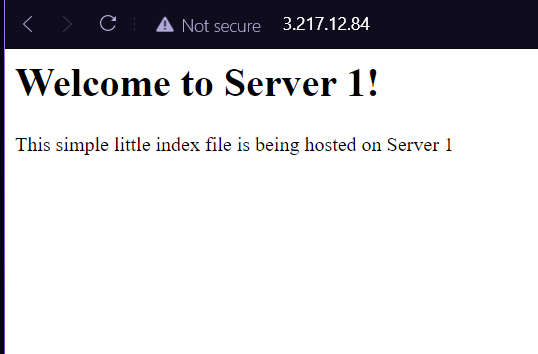 Not secure 3.217.12.84
Welcome to Server 1!
This simple little index file is being hosted on Server 1